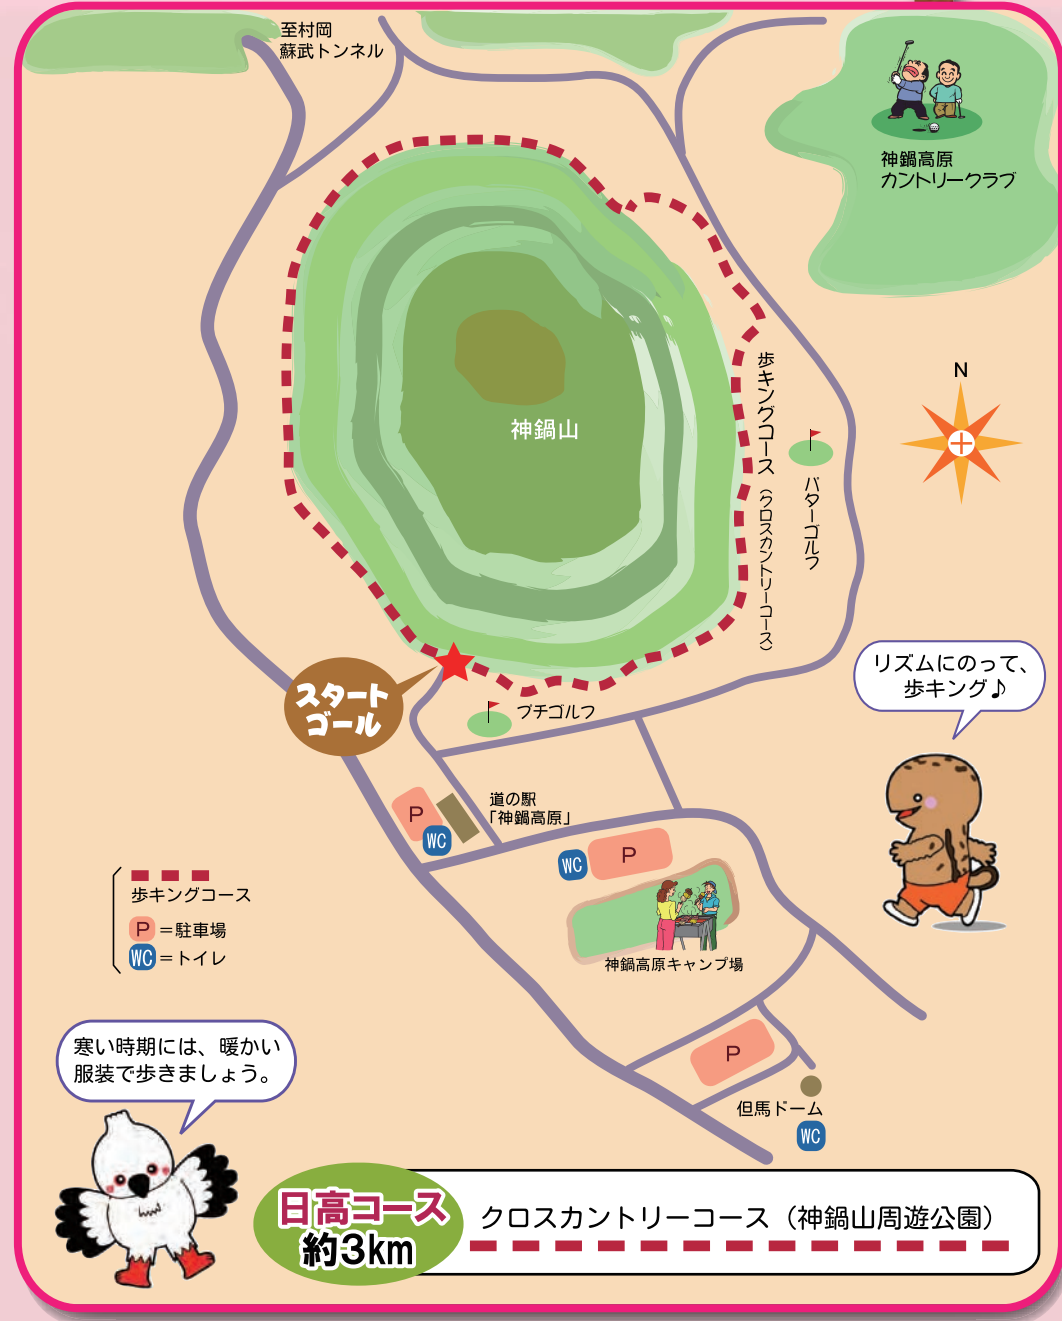 至村岡
蘇武トンネル
神鍋高原
カントリークラブ
N
神鍋山
歩キングコース
（クロスカントリーコース）
パターゴルフ
リズムにのって、
歩キング♪
スタート
ゴール
プチゴルフ
道の駅
「神鍋高原」
P
WC
WC
P
神鍋高原キャンプ場
歩キングコース
P＝駐車場
WC＝トイレ
P
但馬ドーム
WC
寒い時期には、暖かい
服装で歩きましょう。
日高コース
約3km
クロスカントリーコース（神鍋山周遊公園）